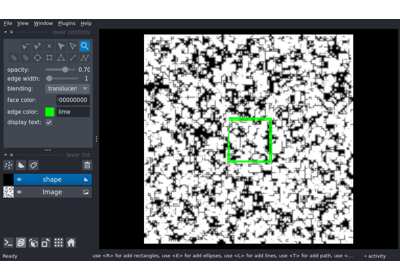 File View Window Plugins Help
layer controls
opacity: 0.70
edge width: 1
blending: translucen
face color: 00000000
edge color: lime
display text:
layer list
shape
Image
Ready use <R> for add rectangles, use <E> for add ellipses, use <L> for add lines, use <T> for add path, use <... activity